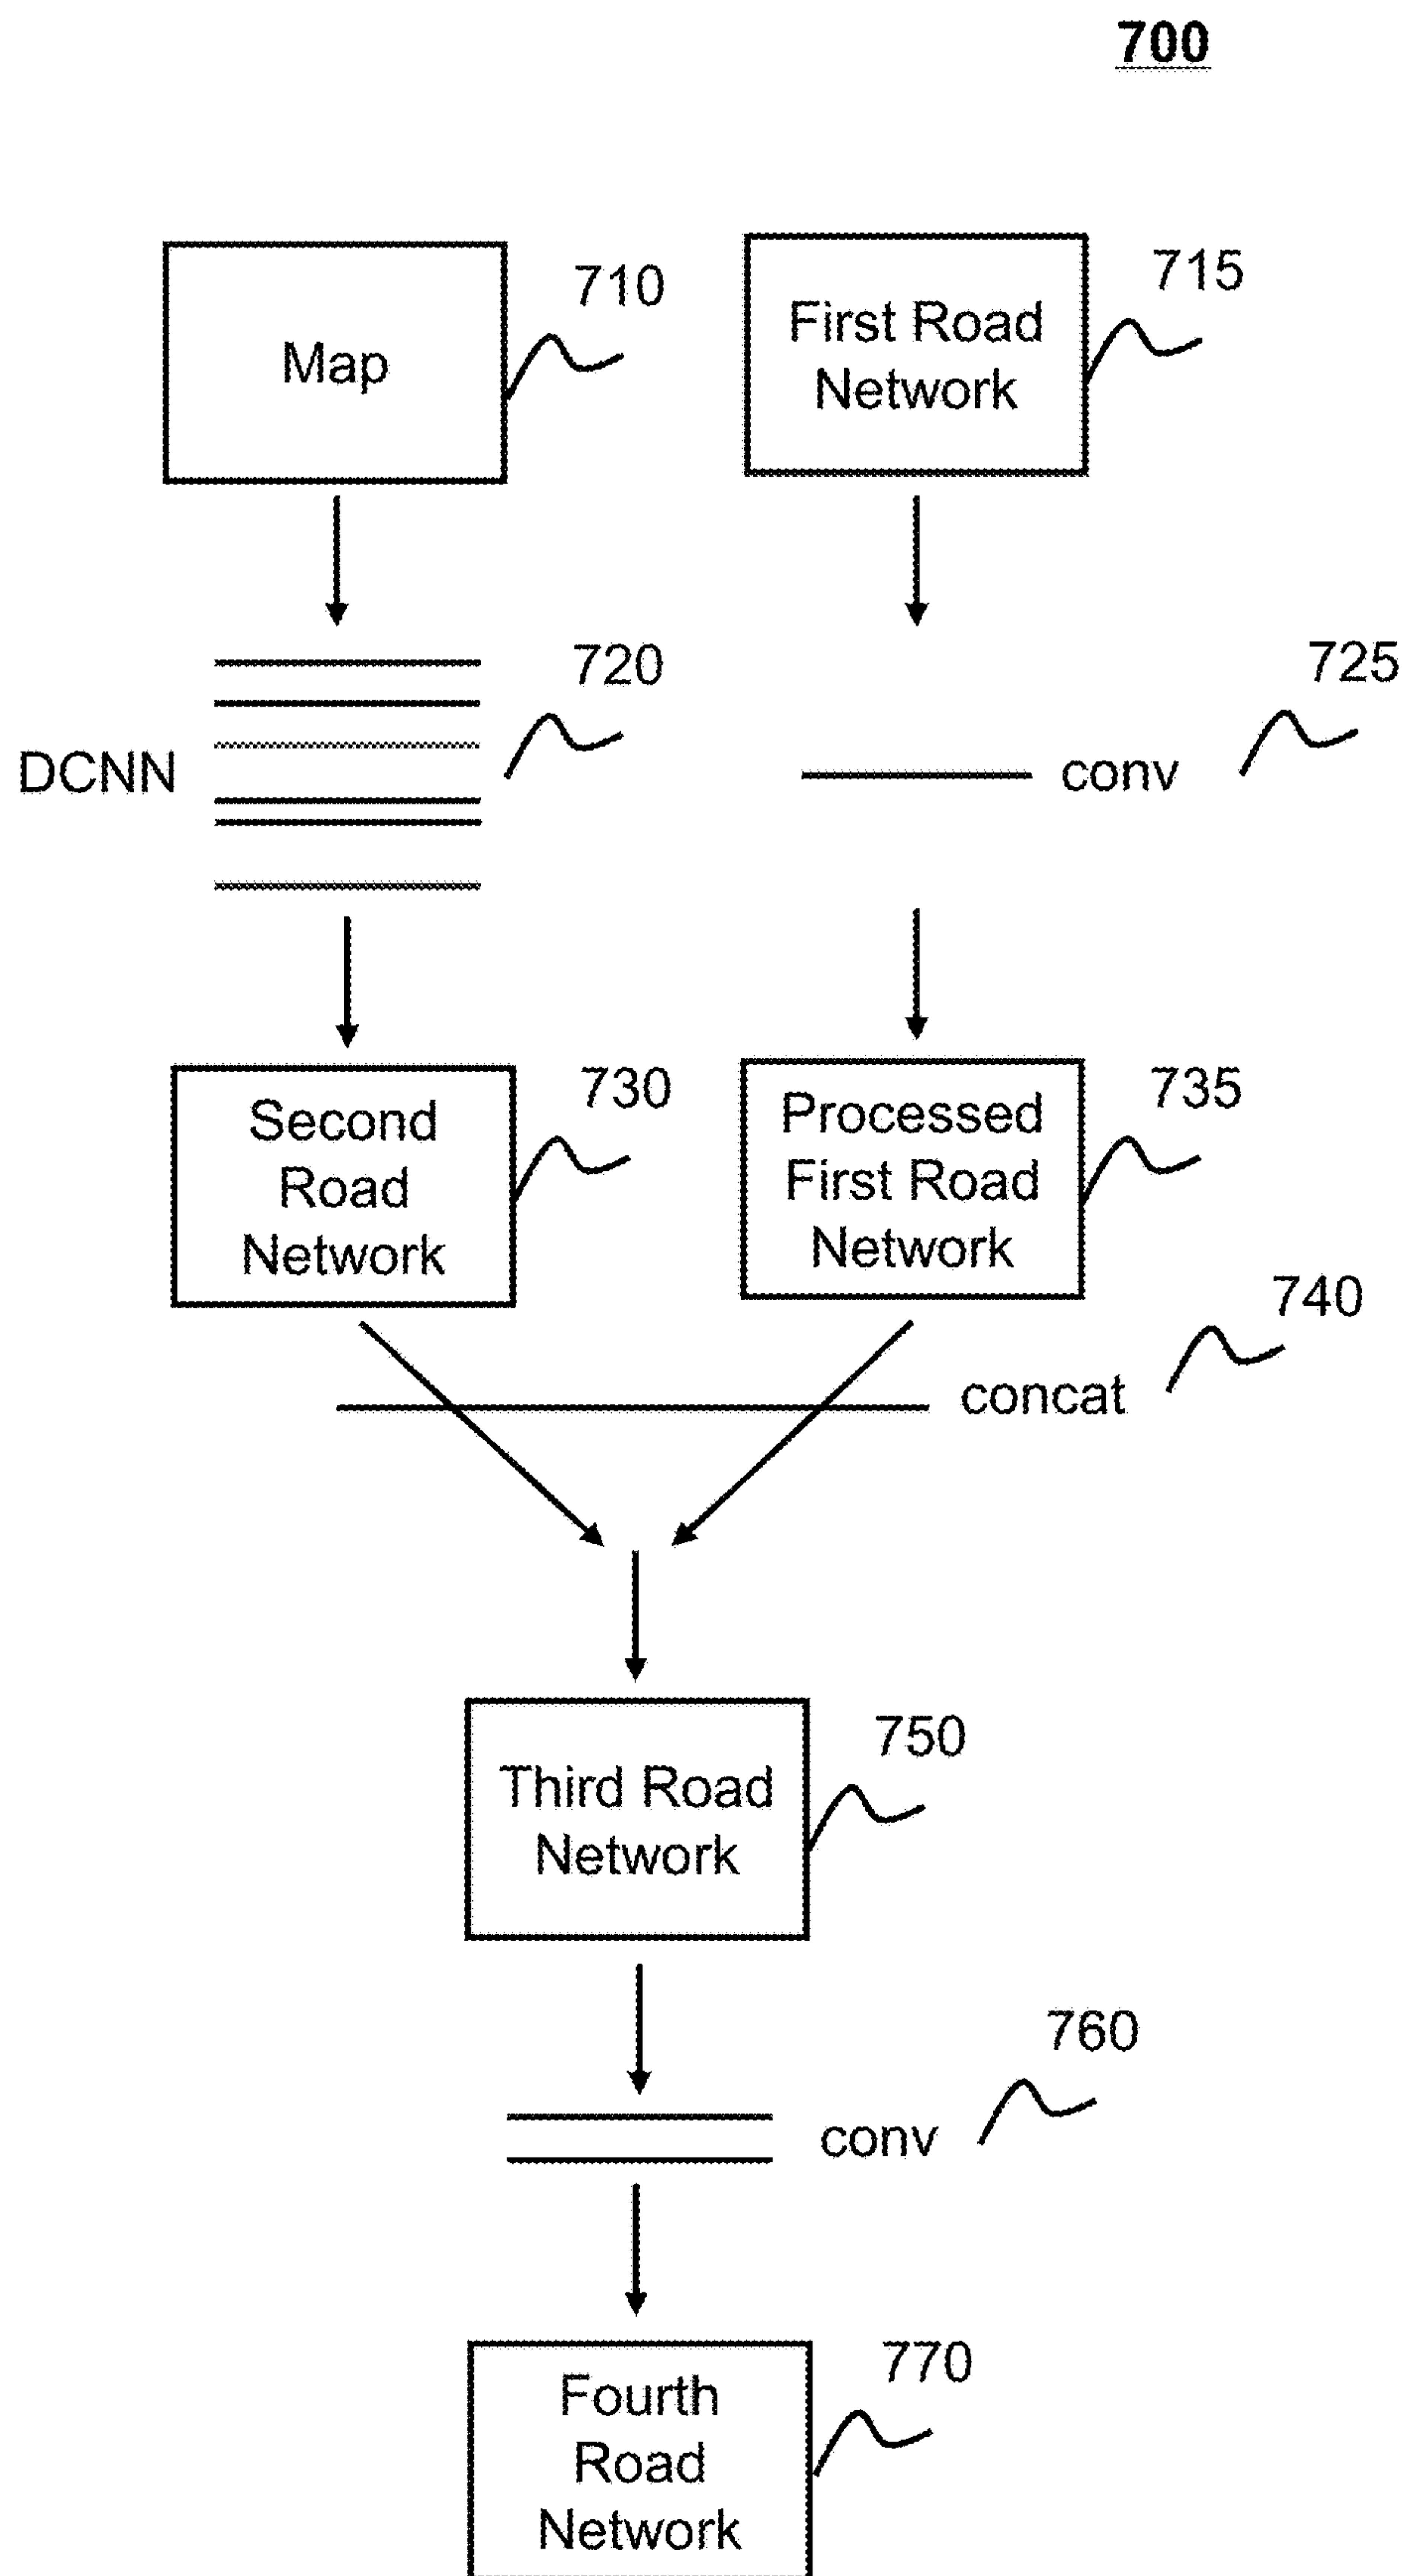 700
710
715
Map
First Road
Network
720
725
DCNN
conv
730
735
Second
Road
Network
Processed
First Road
Network
740
concat
750
Third Road
Network
760
conv
770
Fourth
Road
Network